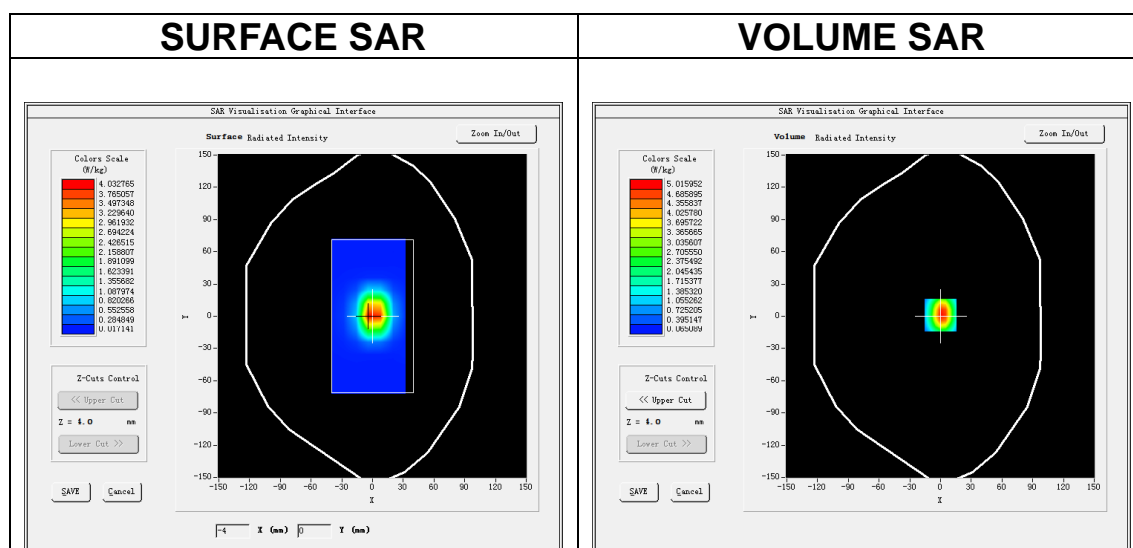 SURFACE SAR
VOLUME SAR
SAR Visualisation Graphical Interface
Surface Radiated Intensity
Zoom In/Out
Colors Scale
(W/kg)
4.032765
3.765057
3.497348
3.229640
2.961932
2.694224
2.426515
2.158807
1.891099
1.623391
1.355682
1.087974
0.820266
0.552558
0.284849
0.017141
150
120
90
60
30
0
-30
-60
-90
-120
-150
Y
-150 -120 -90 -60 -30 0 30 60 90 120 150
X
Z-Cuts Control
<< Upper Cut
Z = 4.0 mm
Lower Cut >>
SAVE Cancel
-4 X (mm) 0 Y (mm)
SAR Visualisation Graphical Interface
Volume Radiated Intensity
Zoom In/Out
Colors Scale
(W/kg)
5.015952
4.685895
4.355837
4.025780
3.695722
3.365665
3.035607
2.705550
2.375492
2.045435
1.715377
1.385320
1.055262
0.725205
0.395147
0.065089
150
120
90
60
30
0
-30
-60
-90
-120
-150
Y
-150 -120 -90 -60 -30 0 30 60 90 120 150
X
Z-Cuts Control
<< Upper Cut
Z = 4.0 mm
Lower Cut >>
SAVE Cancel